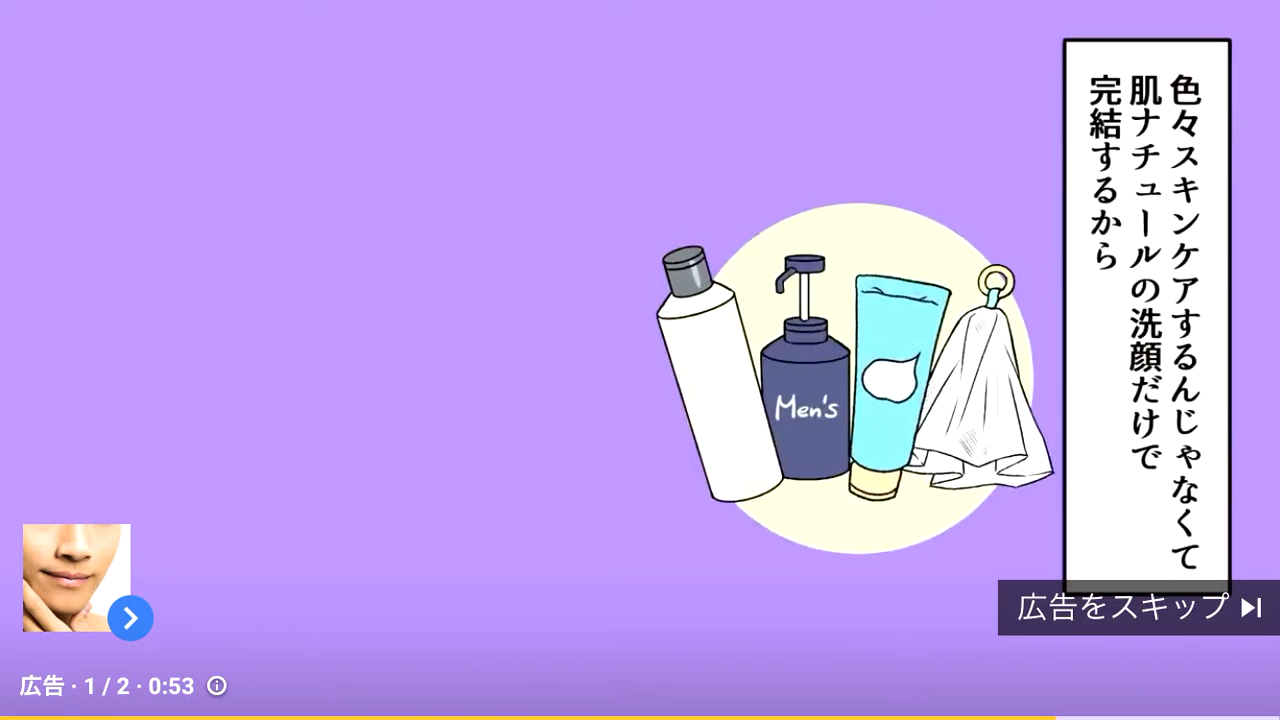 色々スキンケアするんじゃなくて
肌ナチュールの洗顔だけで
完結するから
Men's
広告をスキップ
広告・1 / 2・0:53